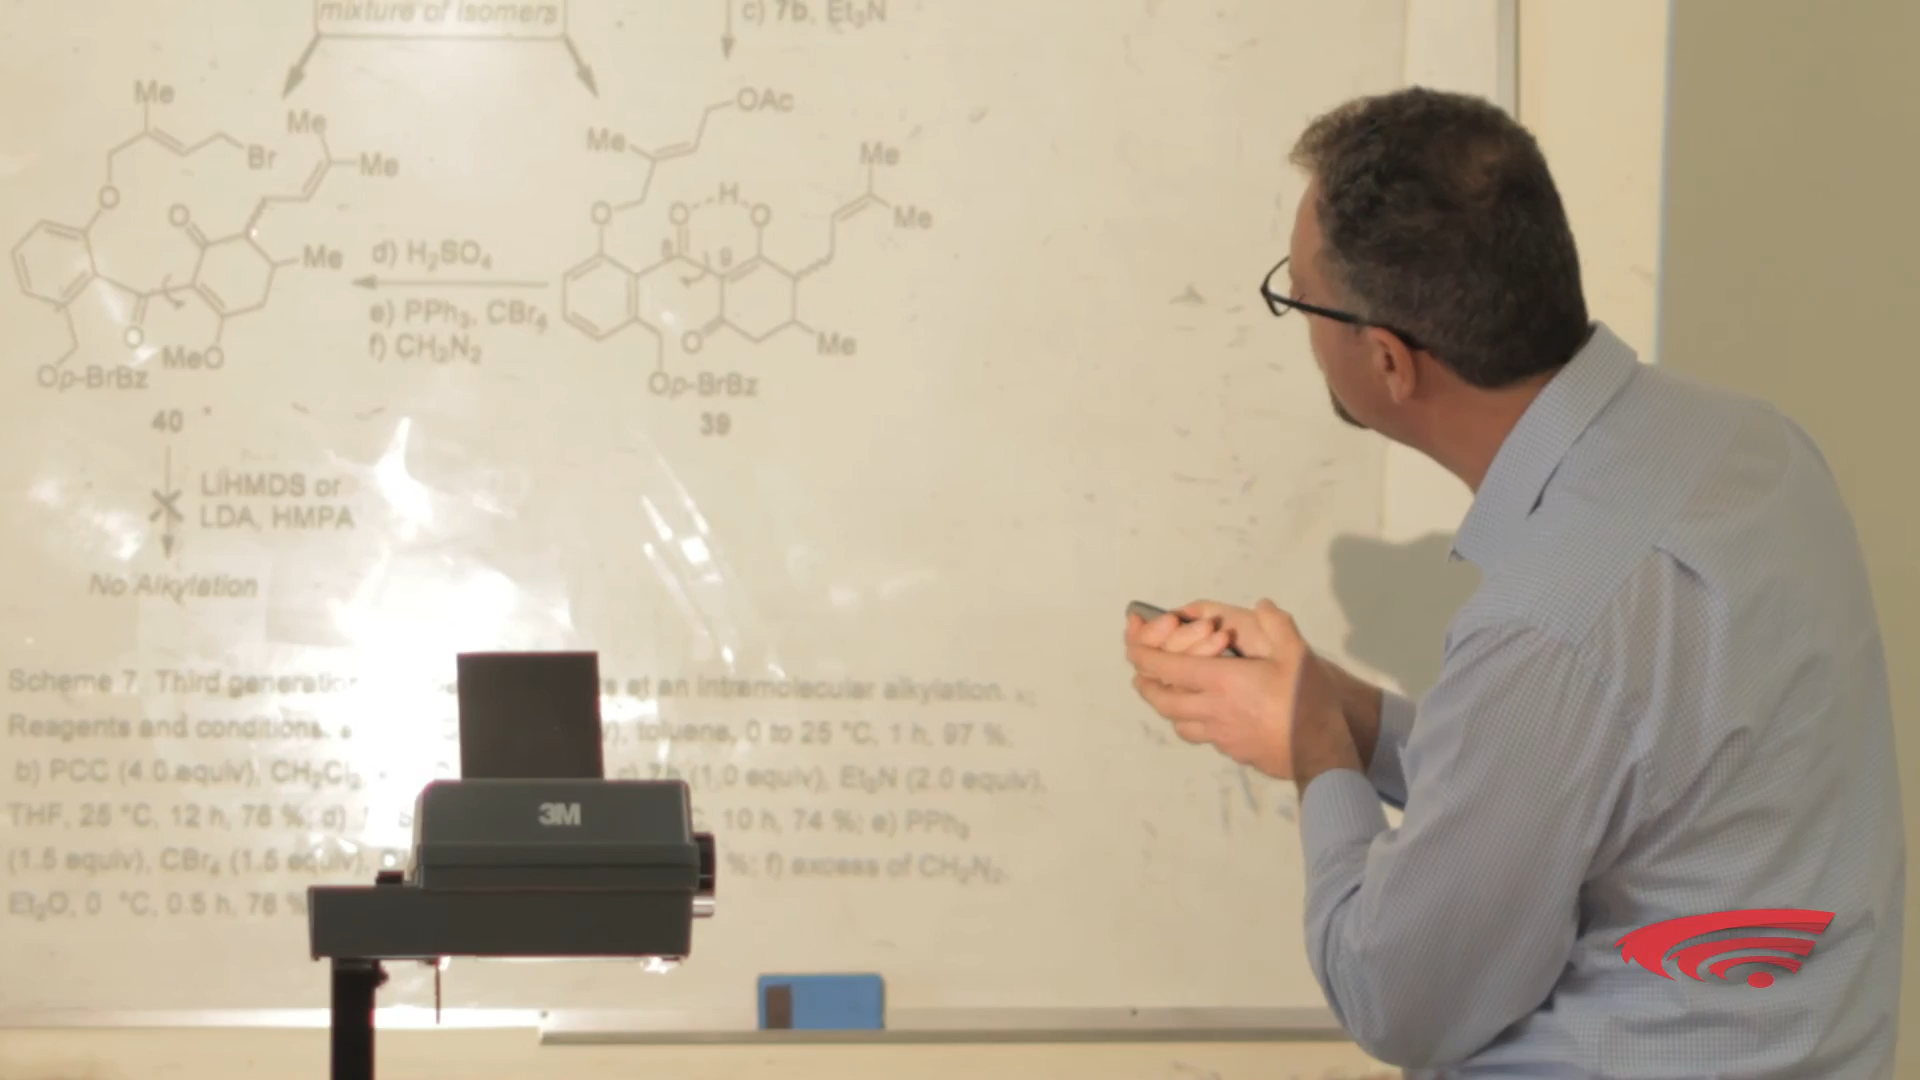 mixture of isomers
c) 7b, Et₃N
Me
Br
Me
Me
O
O
Me
O
MeO
Op-BrBz
40
d) H₂SO₄
e) PPh₃, CBr₄
f) CH₂N₂
OAc
Me
Me
Me
H
O
O
O
8
9
O
Me
Op-BrBz
39
LiHMDS or
LDA, HMPA
No Alkylation
Scheme 7. Third generation at an intramolecular alkylation.
Reagents and conditions. toluene, 0 to 25 °C, 1 h, 97 %;
b) PCC (4.0 equiv), CH₂Cl₂ c) 7b (1.0 equiv), Et₃N (2.0 equiv),
THF, 25 °C, 12 h, 78 %; d) 10 h, 74 %; e) PPh₃
(1.5 equiv), CBr₄ (1.5 equiv), %; f) excess of CH₂N₂,
Et₂O, 0 °C, 0.5 h, 78 %
3M